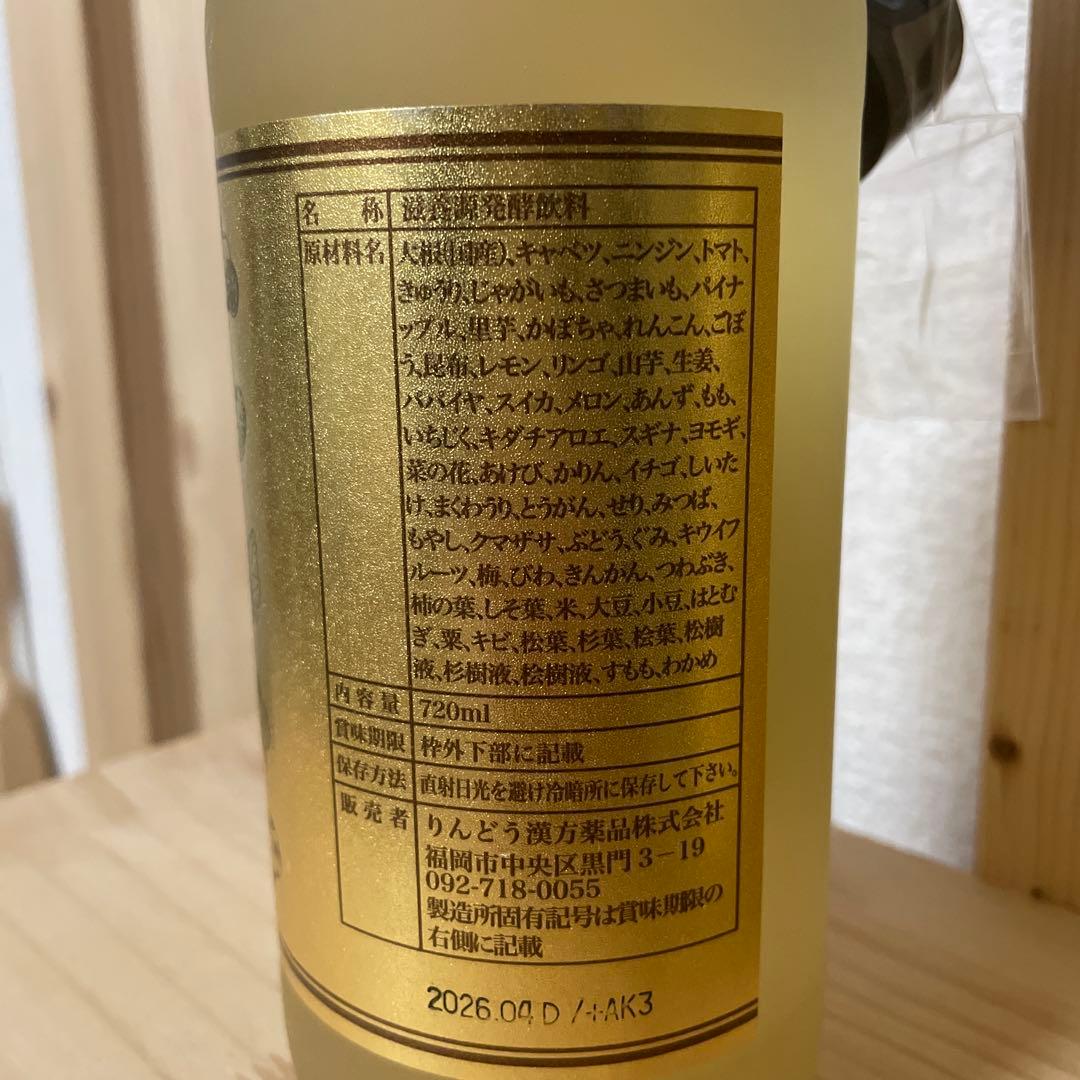 名称 滋養源発酵飲料
原材料名 大根(国産)、キャベツ、ニンジン、トマト、
きゅうり、じゃがいも、さつまいも、パイナ
ップル、里芋、かぼちゃ、れんこん、ごぼ
う、昆布、レモン、リンゴ、山芋、生姜、
パパイヤ、スイカ、メロン、あんず、もも、
いちじく、キダチアロエ、スギナ、ヨモギ、
菜の花、あけび、かりん、イチゴ、しいた
け、まくわうり、とうがん、せり、みつば、
もやし、クマザサ、ぶどう、ぐみ、キウイフ
ルーツ、梅、びわ、きんかん、つわぶき、
柿の葉、しそ葉、米、大豆、小豆、はとむ
ぎ、粟、キビ、松葉、杉葉、桧葉、松樹
液、杉樹液、桧樹液、すもも、わかめ
内容量 720ml
賞味期限 枠外下部に記載
保存方法 直射日光を避け冷暗所に保存して下さい。
販売者 りんどう漢方薬品株式会社
福岡市中央区黒門3-19
092-718-0055
製造所固有記号は賞味期限の
右側に記載
2026.04 D /+AK3